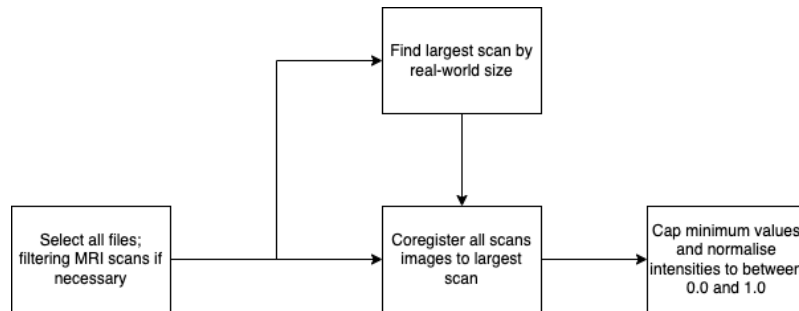 Find largest scan by
real-world size
Select all files;
filtering MRI scans if
necessary
Coregister all scans
images to largest
scan
Cap minimum values
and normalise
intensities to between
0.0 and 1.0